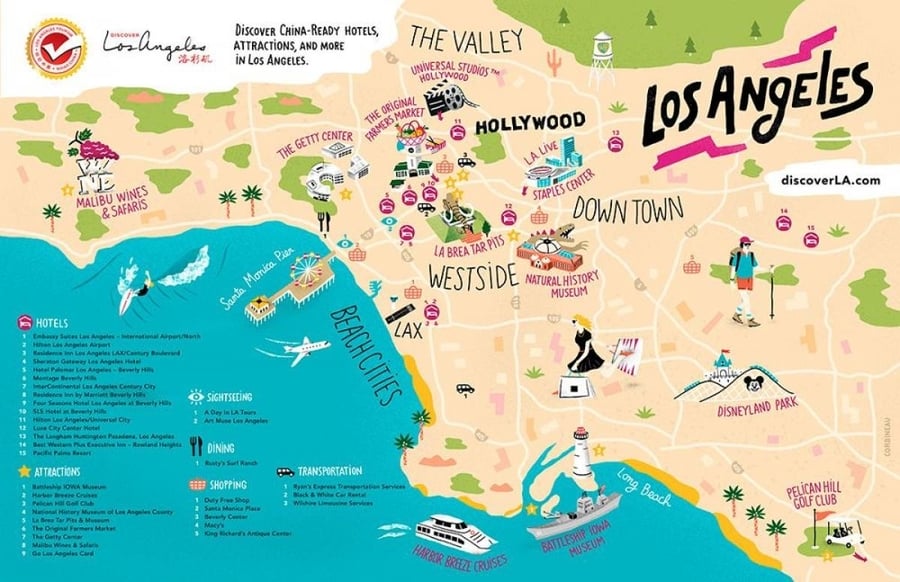 DISCOVER
Los Angeles
洛杉矶
DISCOVER CHINA-READY HOTELS,
ATTRACTIONS, AND MORE
IN LOS ANGELES.
THE VALLEY
UNIVERSAL STUDIOS™
HOLLYWOOD
THE ORIGINAL
FARMERS MARKET
HOLLYWOOD
LOS ANGELES
discoverLA.com
THE GETTY CENTER
L.A. LIVE
STAPLES CENTER
MALIBU WINES
& SAFARIS
DOWN TOWN
LA BREA TAR PITS
WESTSIDE
NATURAL HISTORY
MUSEUM
Santa Monica Pier
BEACH CITIES
LAX
DISNEYLAND PARK
Long Beach
PELICAN HILL
GOLF CLUB
BATTLESHIP IOWA
MUSEUM
HARBOR BREEZE CRUISES
CORDINEAU
HOTELS
1 Embassy Suites Los Angeles - International Airport/North
2 Hilton Los Angeles Airport
3 Residence Inn Los Angeles LAX/Century Boulevard
4 Sheraton Gateway Los Angeles Hotel
5 Hotel Palomar Los Angeles - Beverly Hills
6 Montage Beverly Hills
7 InterContinental Los Angeles Century City
8 Residence Inn by Marriott Beverly Hills
9 Four Seasons Hotel Los Angeles at Beverly Hills
10 SLS Hotel at Beverly Hills
11 Hilton Los Angeles/Universal City
12 Luxe City Center Hotel
13 The Langham Huntington Pasadena, Los Angeles
14 Best Western Plus Executive Inn - Rowland Heights
15 Pacific Palms Resort
ATTRACTIONS
1 Battleship IOWA Museum
2 Harbor Breeze Cruises
3 Pelican Hill Golf Club
4 National History Museum of Los Angeles County
5 La Brea Tar Pits & Museum
6 The Original Farmers Market
7 The Getty Center
8 Malibu Wines & Safaris
9 Go Los Angeles Card
SIGHTSEEING
1 A Day in LA Tours
2 Art Muse Los Angeles
DINING
1 Rusty's Surf Ranch
SHOPPING
1 Duty Free Shop
2 Santa Monica Place
3 Beverly Center
4 Macy's
5 King Richard's Antique Center
TRANSPORTATION
1 Ryan's Express Transportation Services
2 Black & White Car Rental
3 Wilshire Limousine Services